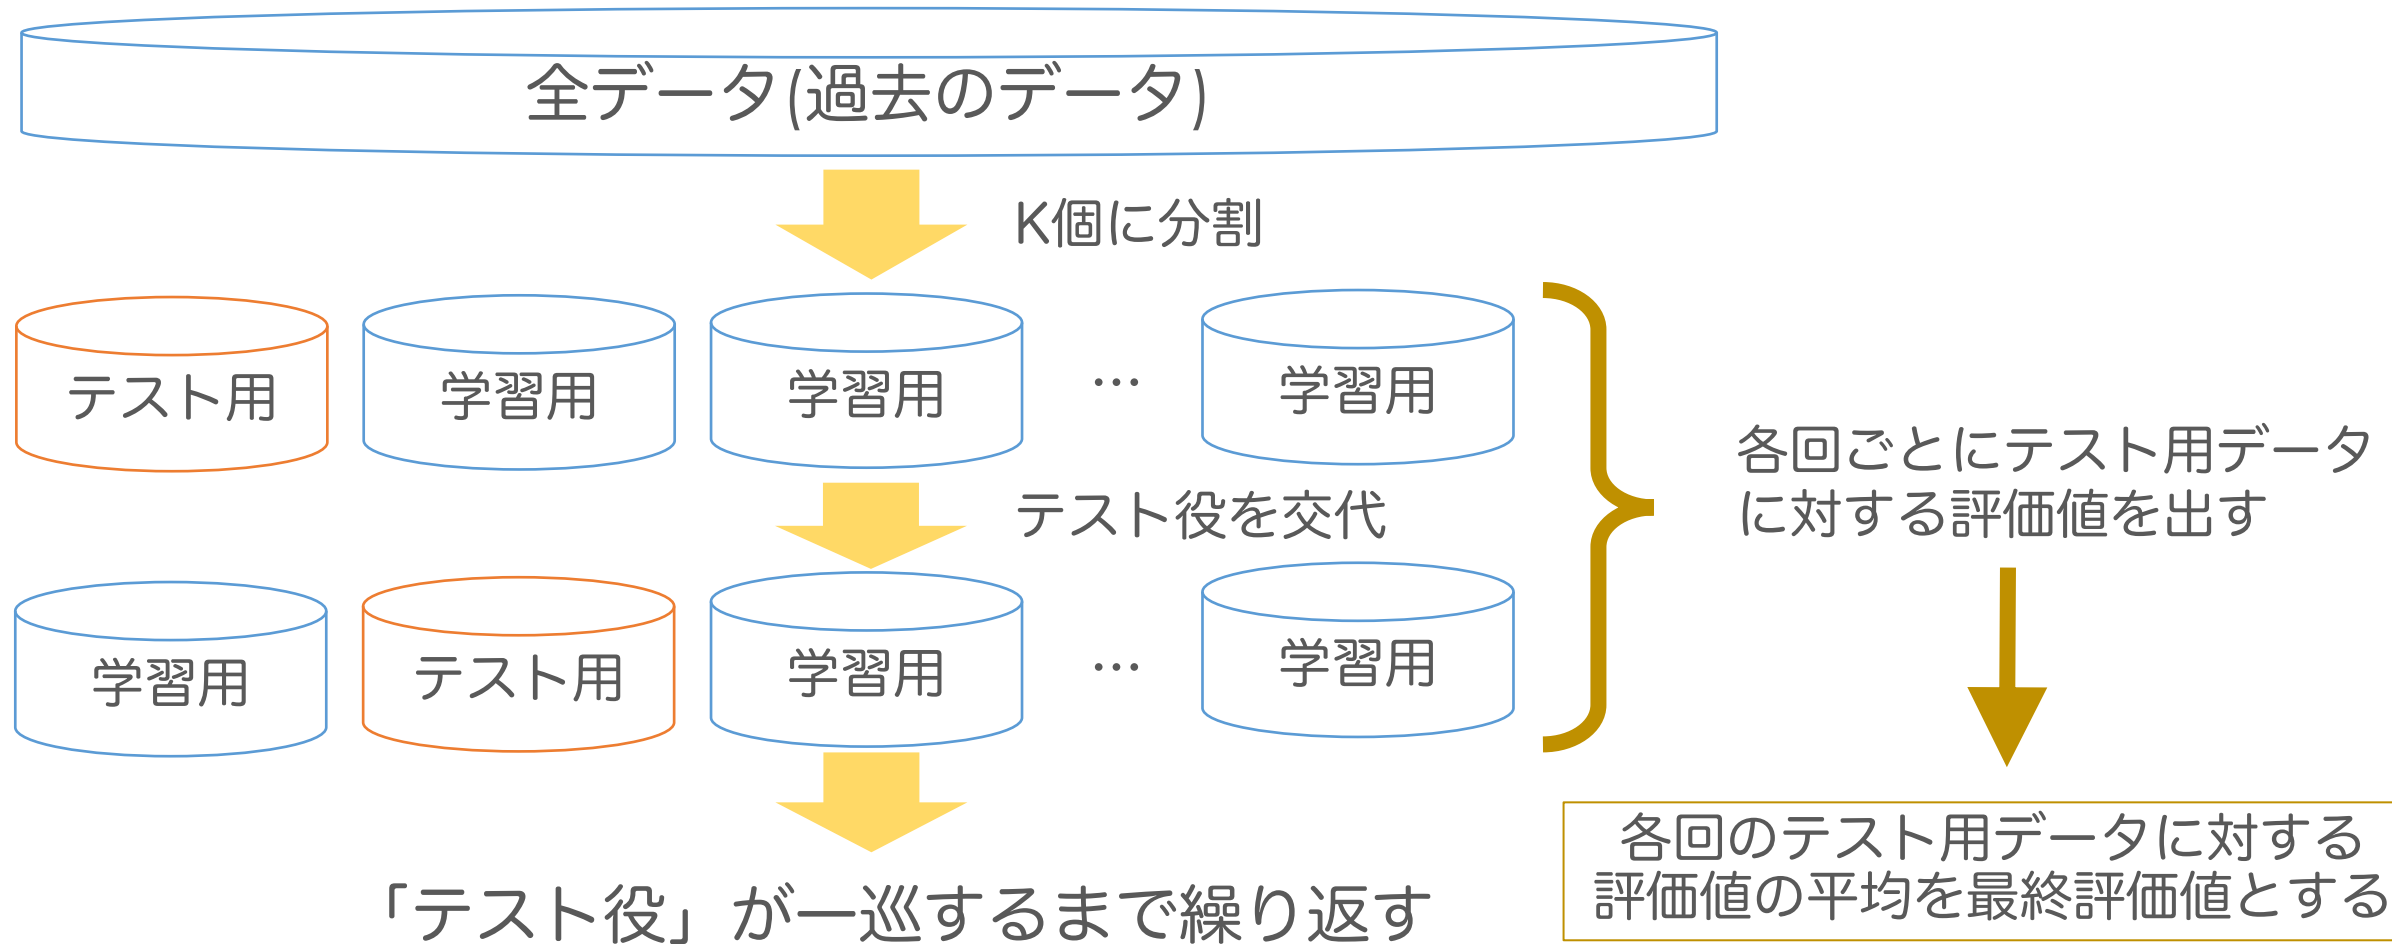 全データ(過去のデータ)
K個に分割
テスト用
学習用
学習用
…
学習用
テスト役を交代
学習用
テスト用
学習用
…
学習用
「テスト役」が一巡するまで繰り返す
各回ごとにテスト用データ
に対する評価値を出す
各回のテスト用データに対する
評価値の平均を最終評価値とする